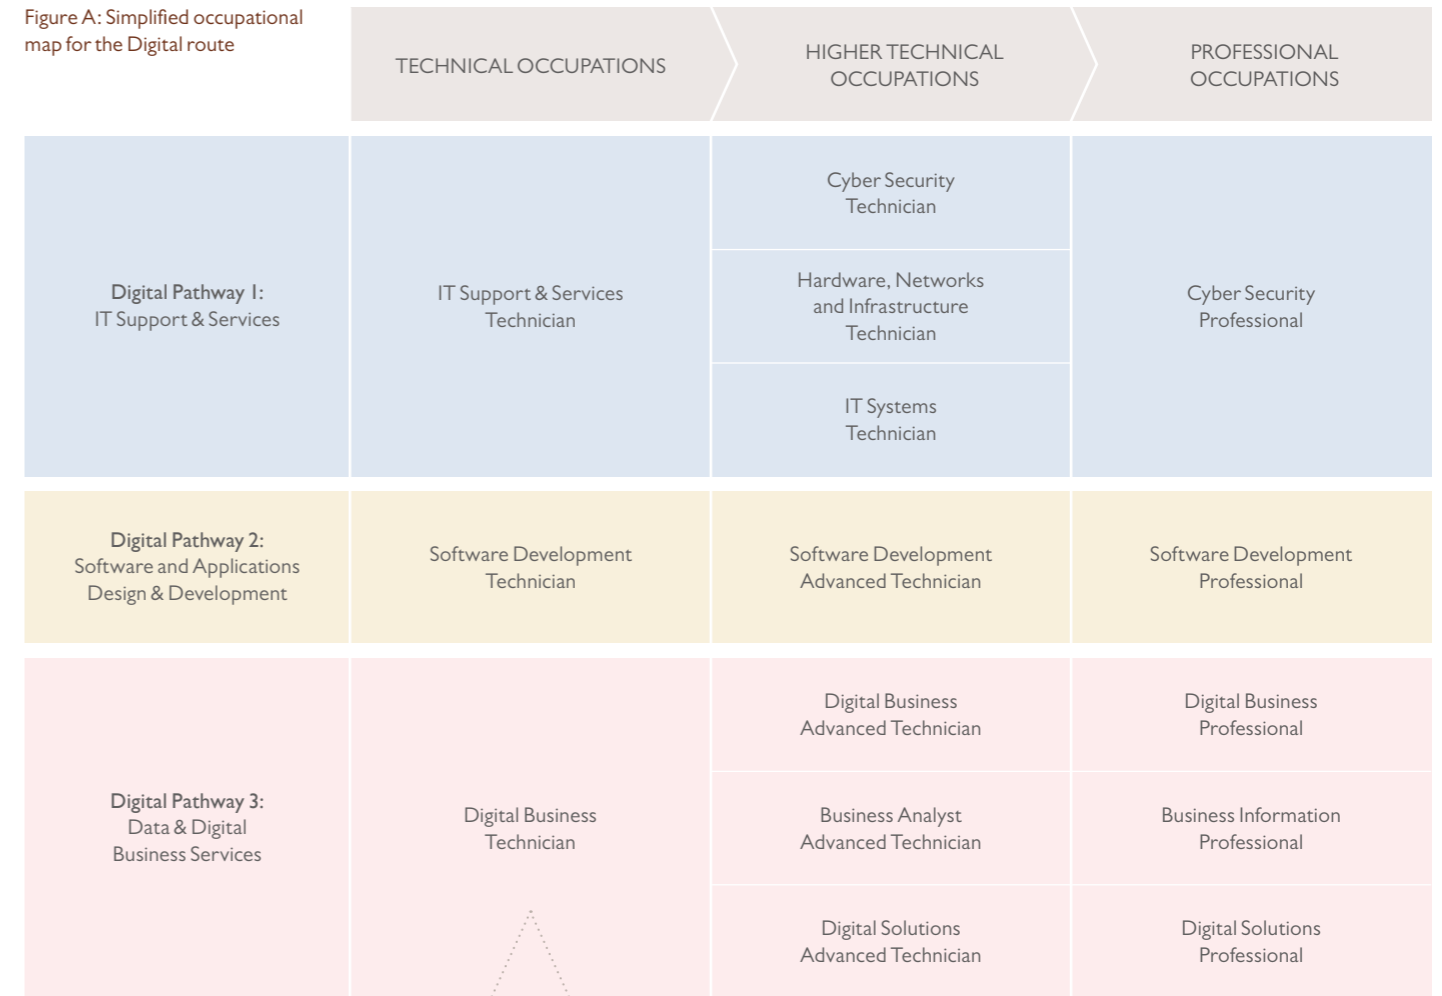 Figure A: Simplified occupational
map for the Digital route
TECHNICAL OCCUPATIONS
HIGHER TECHNICAL
OCCUPATIONS
PROFESSIONAL
OCCUPATIONS
Digital Pathway 1:
IT Support & Services
IT Support & Services
Technician
Cyber Security
Technician
Hardware, Networks
and Infrastructure
Technician
IT Systems
Technician
Cyber Security
Professional
Digital Pathway 2:
Software and Applications
Design & Development
Software Development
Technician
Software Development
Advanced Technician
Software Development
Professional
Digital Pathway 3:
Data & Digital
Business Services
Digital Business
Technician
Digital Business
Advanced Technician
Digital Business
Professional
Business Analyst
Advanced Technician
Business Information
Professional
Digital Solutions
Advanced Technician
Digital Solutions
Professional